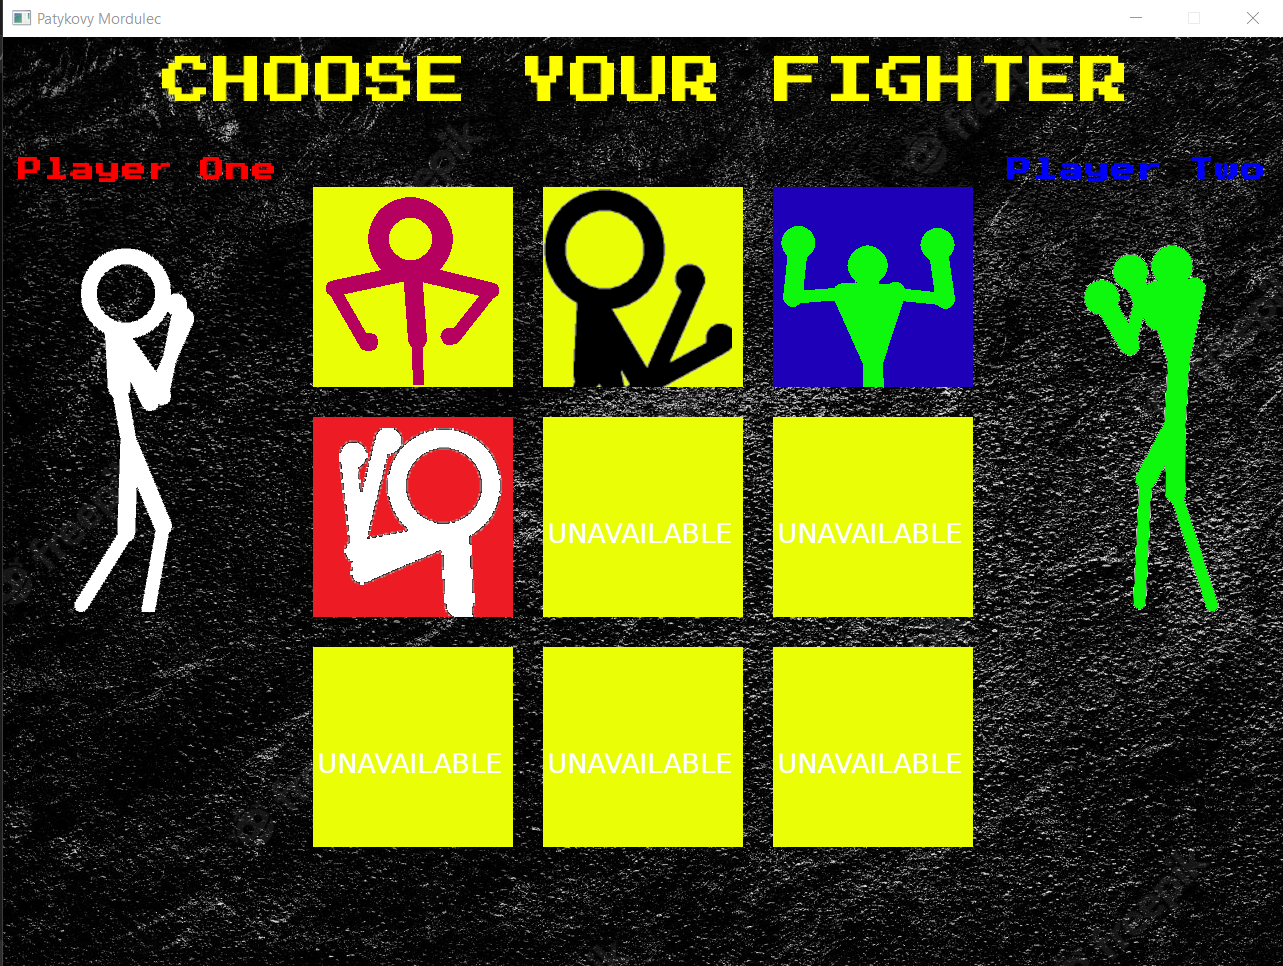 Patykovy Mordulec
CHOOSE YOUR FIGHTER
Player One
Player Two
UNAVAILABLE
UNAVAILABLE
UNAVAILABLE
UNAVAILABLE
UNAVAILABLE